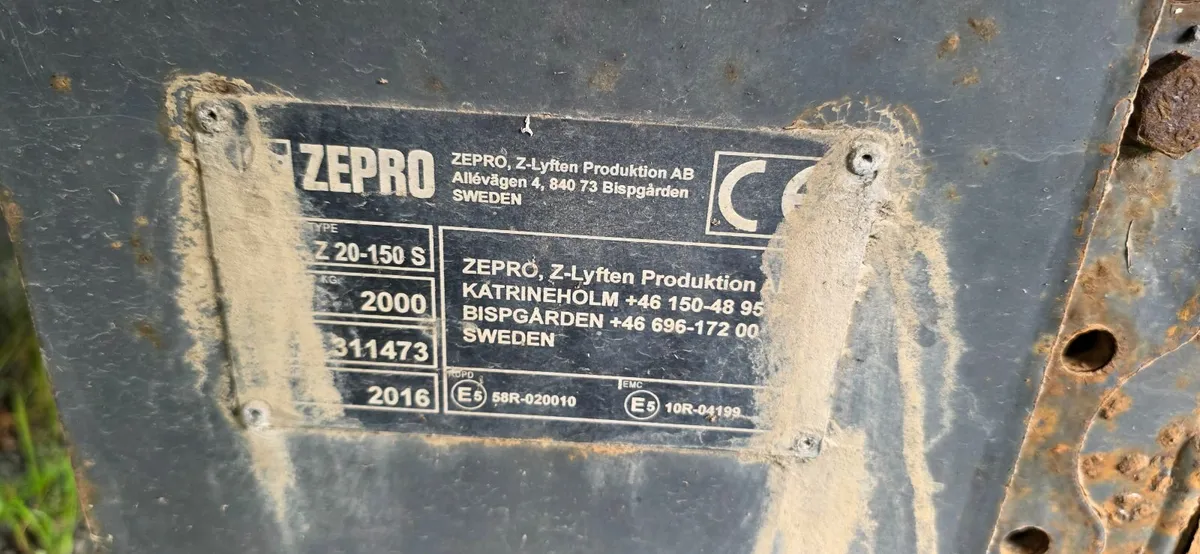 ZEPRO
ZEPRO, Z-Lyften Produktion AB
Allévägen 4, 840 73 Bispgården
SWEDEN
CE
TYPE
Z 20-150 S
KG
2000
311473
2016
ZEPRO, Z-Lyften Produktion
KATRINEHOLM +46 150-48 95
BISPGÅRDEN +46 696-172 00
SWEDEN
RUPD
E5 58R-020010
EMC
E5 10R-04199